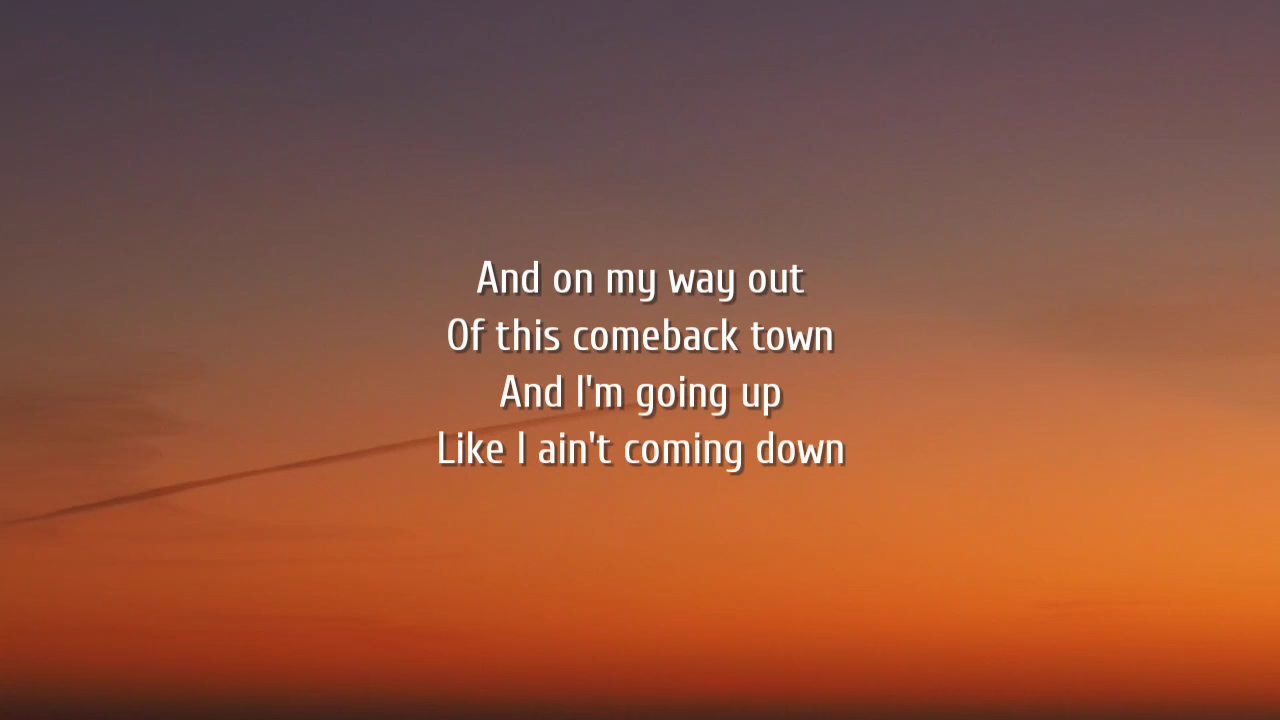 And on my way out
Of this comeback town
And I'm going up
Like I ain't coming down